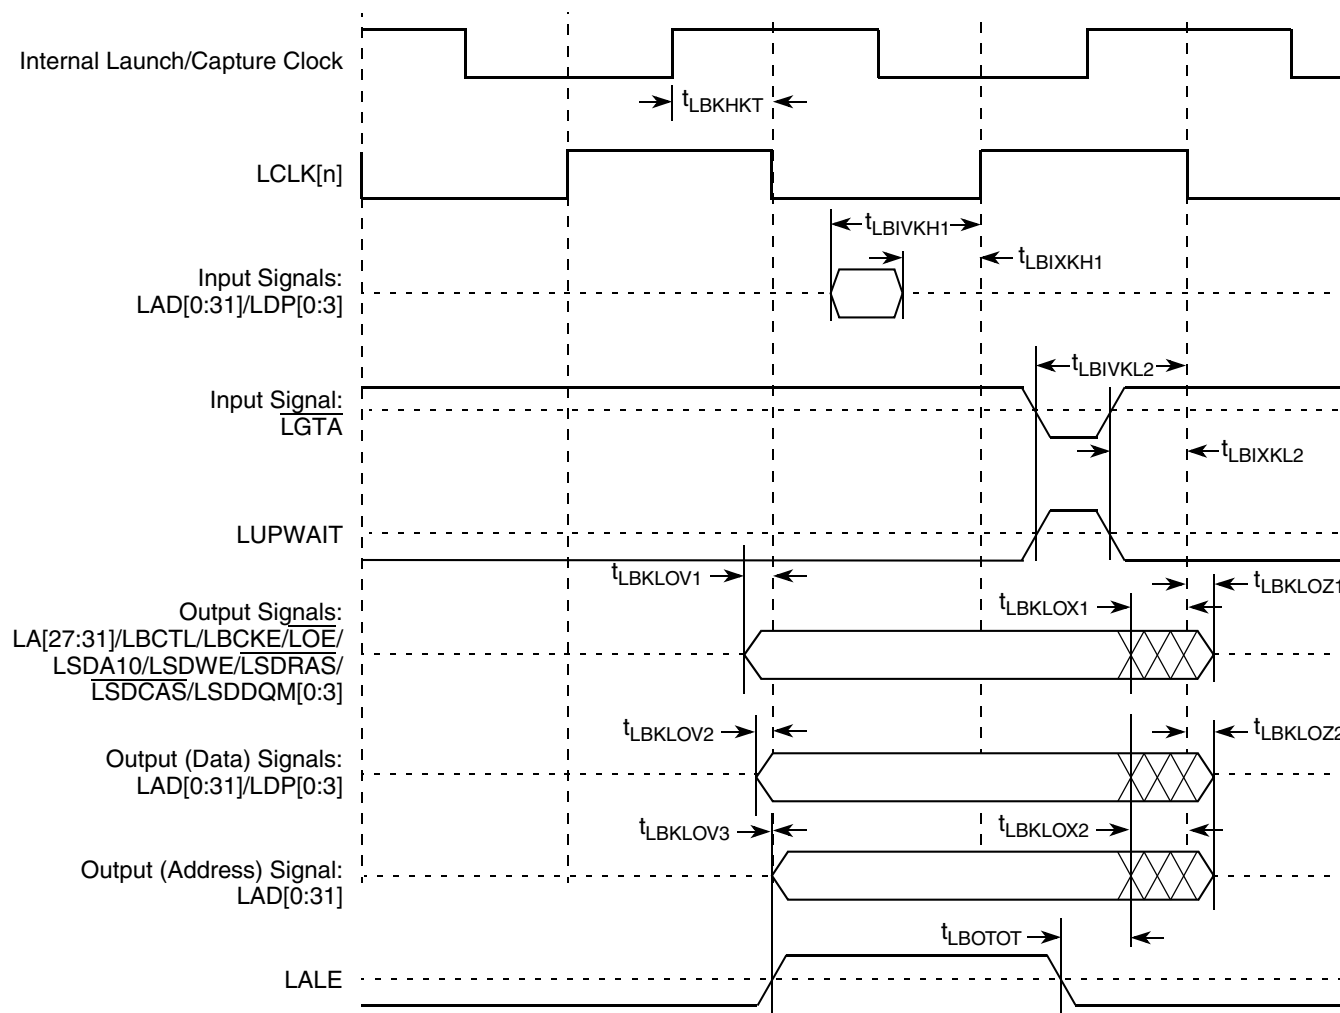 Internal Launch/Capture Clock
tLBKHKT
LCLK[n]
tLBIVKH1
tLBIXKH1
Input Signals:
LAD[0:31]/LDP[0:3]
tLBIVKL2
Input Signal:
LGTA
tLBIXKL2
LUPWAIT
tLBKLOV1
tLBKLOZ1
tLBKLOX1
Output Signals:
LA[27:31]/LBCTL/LBCKE/LOE/
LSDA10/LSDWE/LSDRAS/
LSDCAS/LSDDQM[0:3]
tLBKLOV2
tLBKLOZ2
Output (Data) Signals:
LAD[0:31]/LDP[0:3]
tLBKLOV3
tLBKLOX2
Output (Address) Signal:
LAD[0:31]
tLBOTOT
LALE